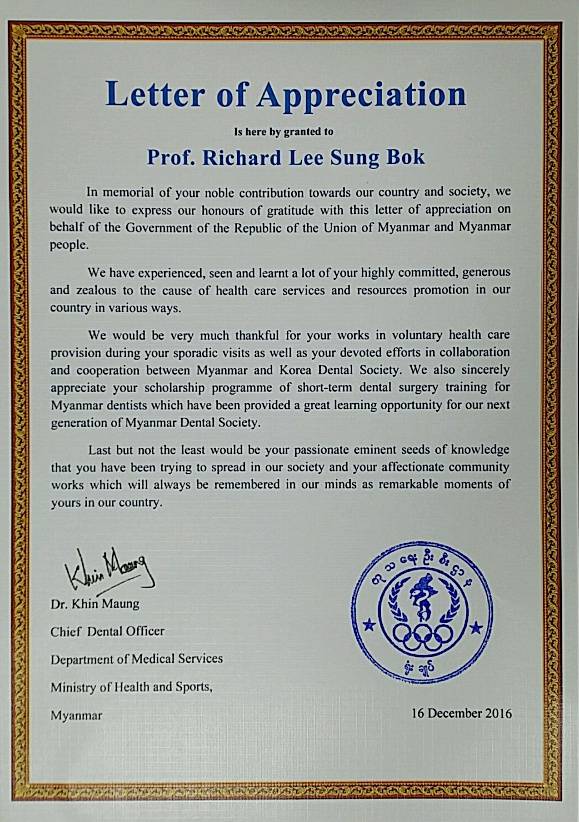 Letter of Appreciation
Is here by granted to
Prof. Richard Lee Sung Bok
In memorial of your noble contribution towards our country and society, we
would like to express our honours of gratitude with this letter of appreciation on
behalf of the Government of the Republic of the Union of Myanmar and Myanmar
people.
We have experienced, seen and learnt a lot of your highly committed, generous
and zealous to the cause of health care services and resources promotion in our
country in various ways.
We would be very much thankful for your works in voluntary health care
provision during your sporadic visits as well as your devoted efforts in collaboration
and cooperation between Myanmar and Korea Dental Society. We also sincerely
appreciate your scholarship programme of short-term dental surgery training for
Myanmar dentists which have been provided a great learning opportunity for our next
generation of Myanmar Dental Society.
Last but not the least would be your passionate eminent seeds of knowledge
that you have been trying to spread in our society and your affectionate community
works which will always be remembered in our minds as remarkable moments of
yours in our country.
Khin Maung
Dr. Khin Maung
Chief Dental Officer
Department of Medical Services
Ministry of Health and Sports,
Myanmar
ကုသရေးဦးစီးဌာန
ရုံးချုပ်
16 December 2016